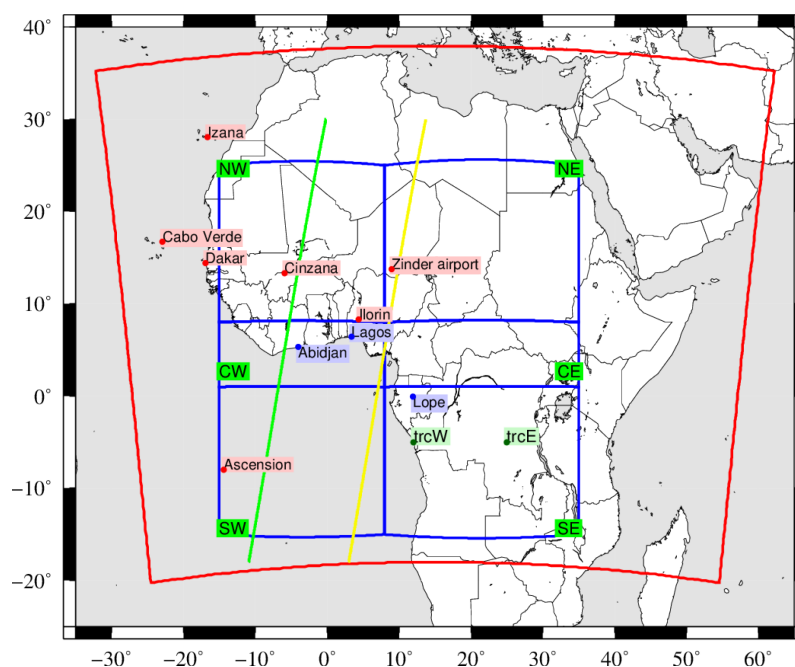 40°
30°
Izana
NW
NE
20°
Cabo Verde
Dakar
Cinzana
Zinder airport
10°
Ilorin
Lagos
Abidjan
CW
CE
0°
Lope
trcW
trcE
Ascension
−10°
SW
SE
−20°
−30° −20° −10° 0° 10° 20° 30° 40° 50° 60°